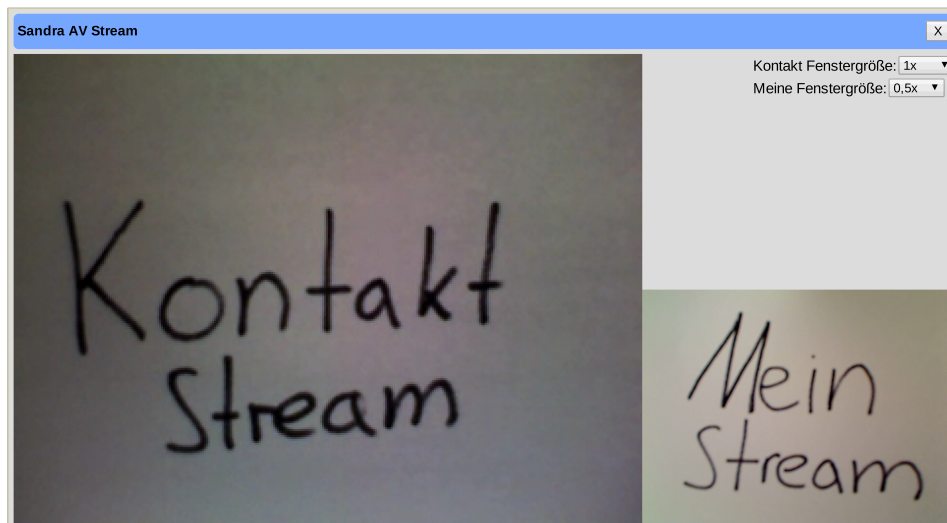 Sandra AV Stream
X
Kontakt Fenstergröße: 1x ▼
Meine Fenstergröße: 0,5x ▼
Kontakt
Stream
Mein
Stream